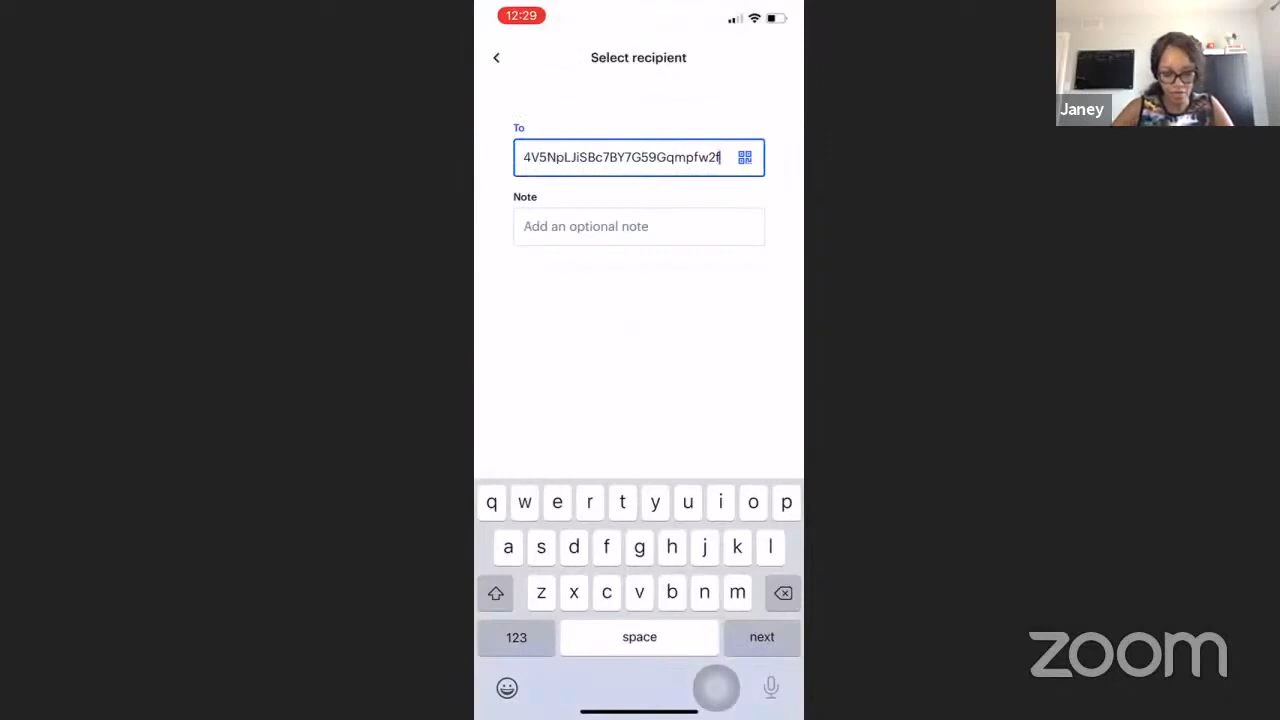 12:29
Select recipient
To
4V5NpLJiSBc7BY7G59Gqmpfw2f
Note
Add an optional note
q w e r t y u i o p
a s d f g h j k l
z x c v b n m
123 space next
Janey
zoom